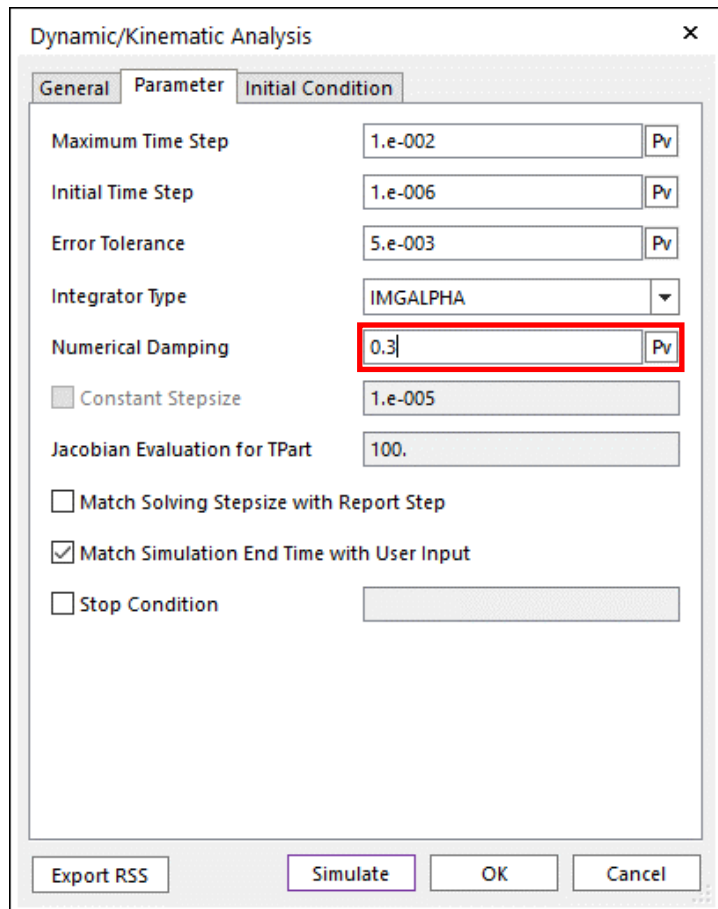 Dynamic/Kinematic Analysis
General Parameter Initial Condition
Maximum Time Step 1.e-002 Pv
Initial Time Step 1.e-006 Pv
Error Tolerance 5.e-003 Pv
Integrator Type IMGALPHA
Numerical Damping 0.3 Pv
Constant Stepsize 1.e-005
Jacobian Evaluation for TPart 100.
Match Solving Stepsize with Report Step
Match Simulation End Time with User Input
Stop Condition
Export RSS Simulate OK Cancel